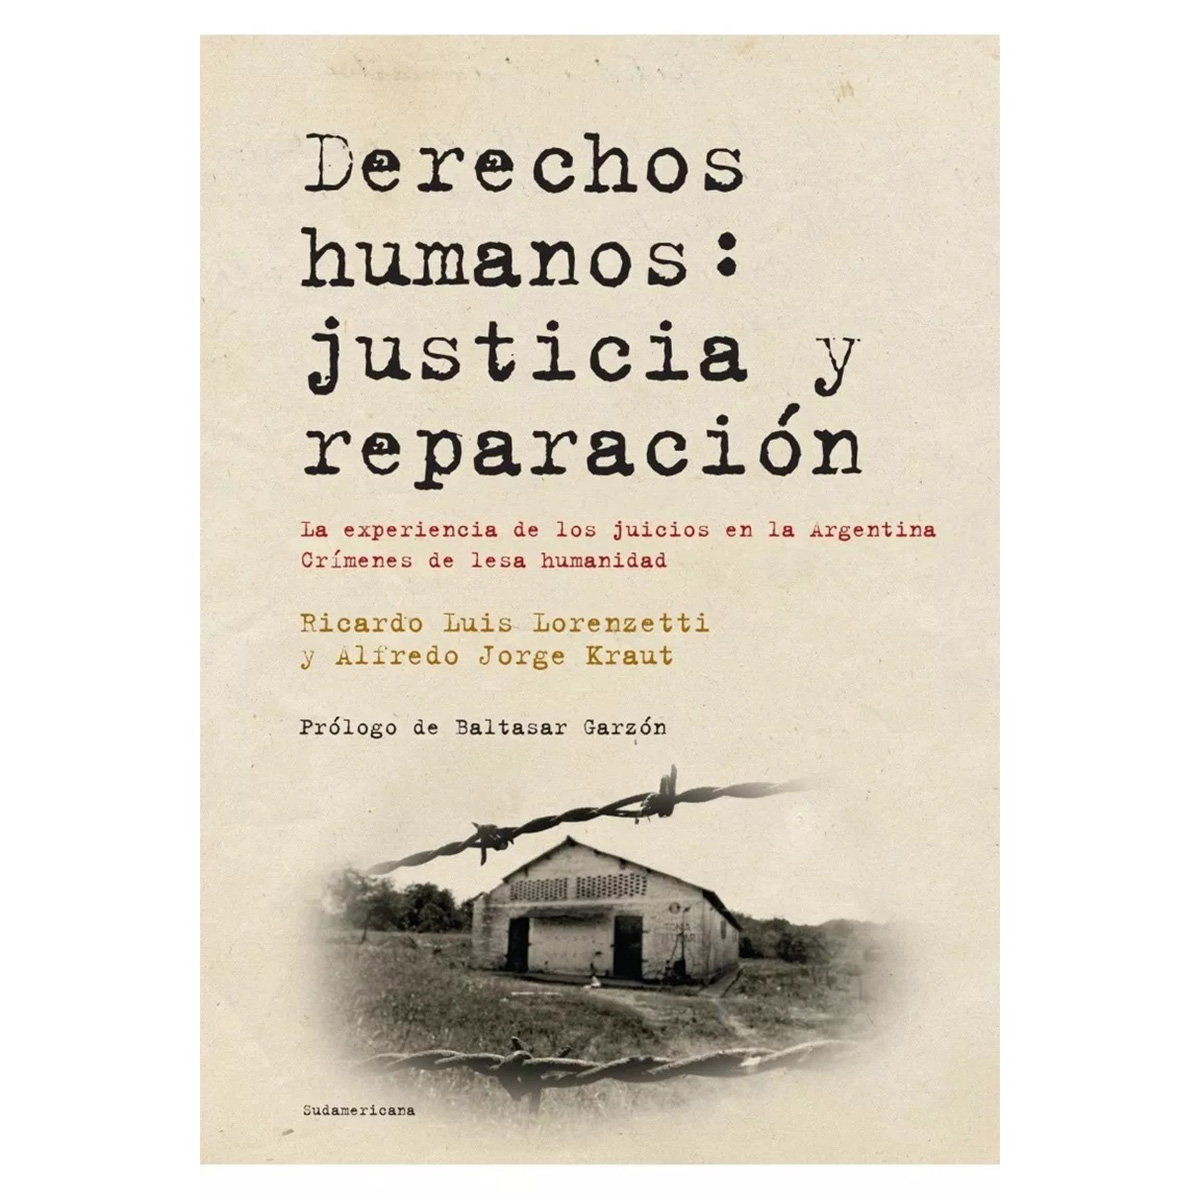 Derechos
humanos:
justicia y
reparación
La experiencia de los juicios en la Argentina
Crímenes de lesa humanidad
Ricardo Luis Lorenzetti
y Alfredo Jorge Kraut
Prólogo de Baltasar Garzón
Sudamericana